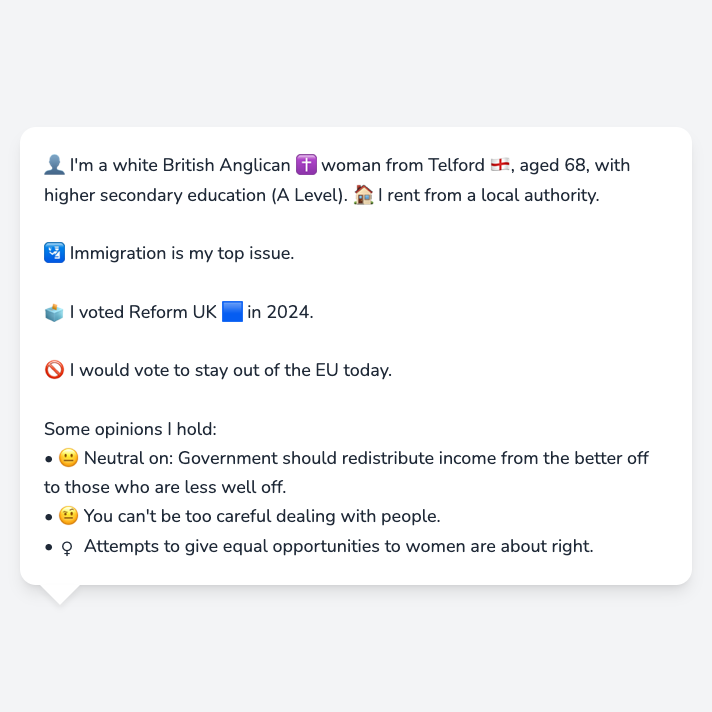 👤 I'm a white British Anglican ✝️ woman from Telford 🏴󠁧󠁢󠁥󠁮󠁧󠁿, aged 68, with
higher secondary education (A Level). 🏠 I rent from a local authority.
🛂 Immigration is my top issue.
🗳️ I voted Reform UK 🟦 in 2024.
🚫 I would vote to stay out of the EU today.
Some opinions I hold:
• 😐 Neutral on: Government should redistribute income from the better off
to those who are less well off.
• 🤨 You can't be too careful dealing with people.
• ♀ Attempts to give equal opportunities to women are about right.